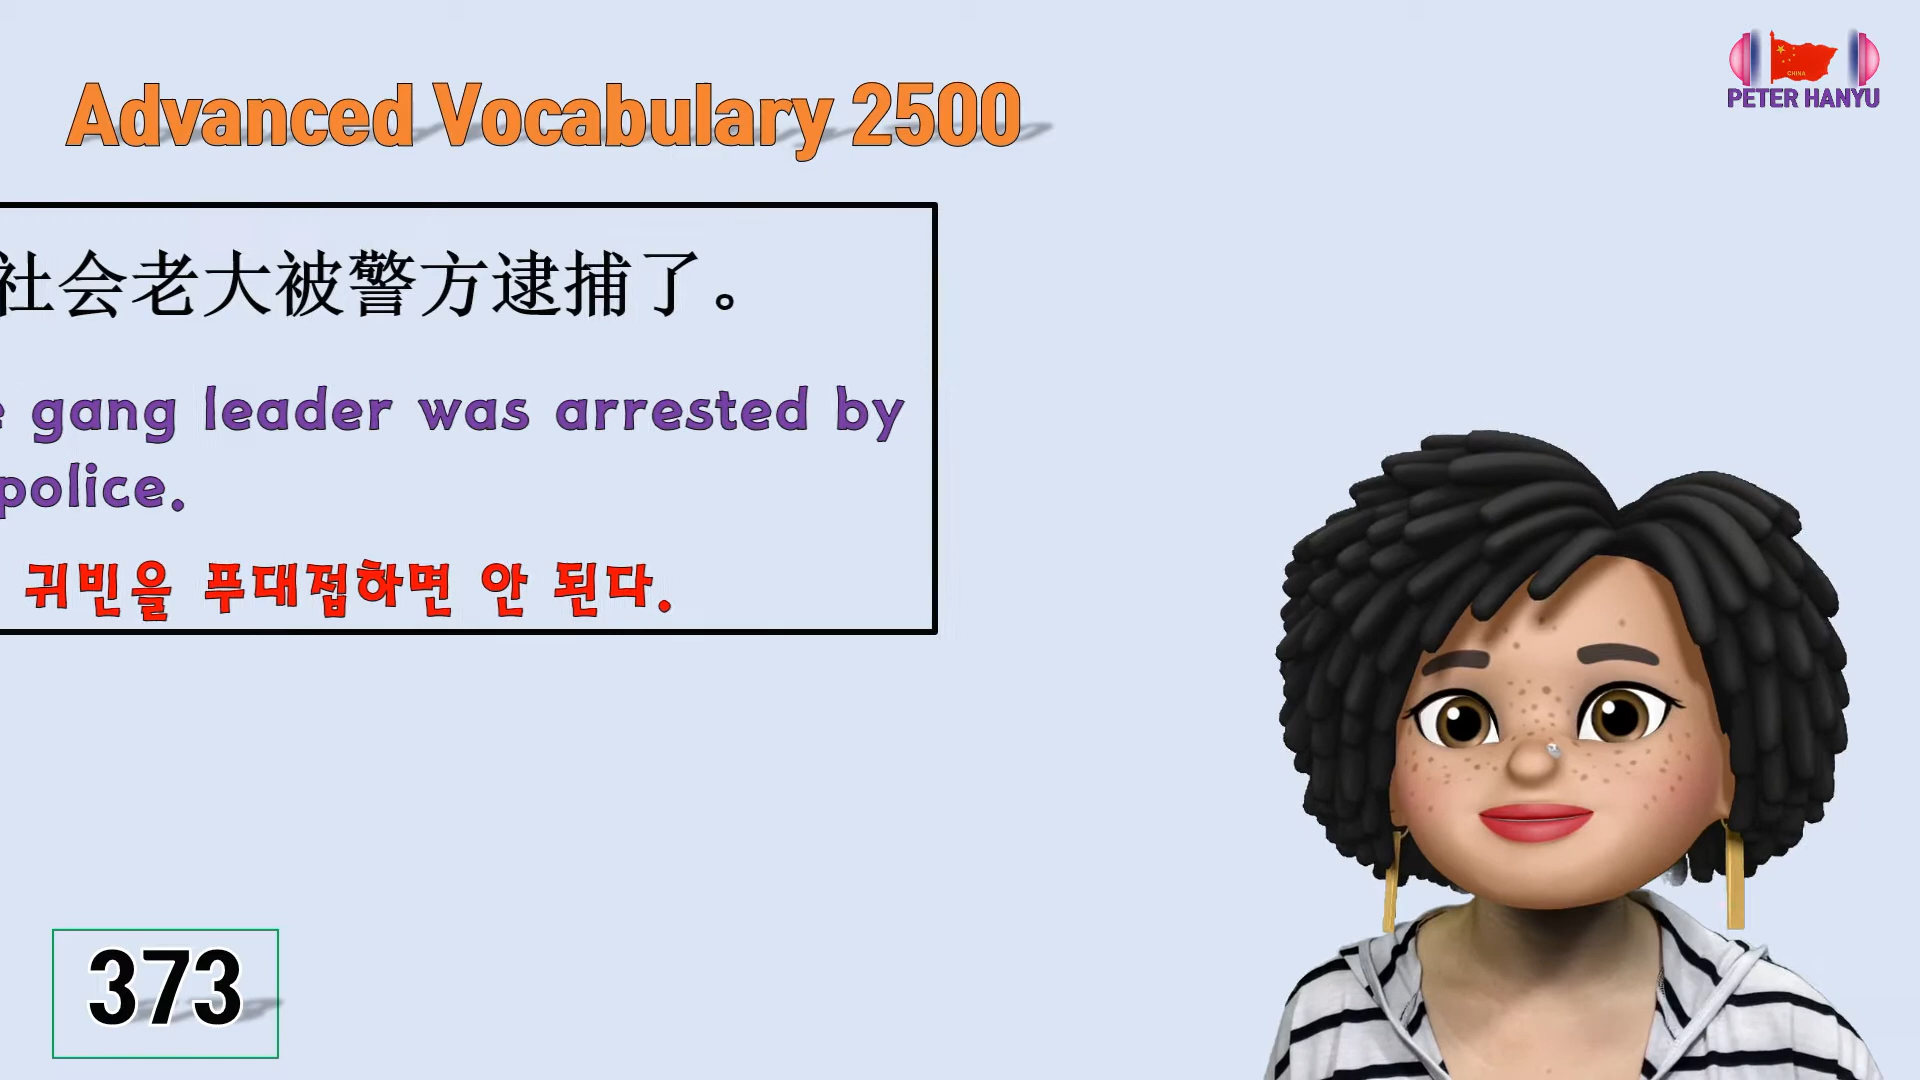 Advanced Vocabulary 2500
CHINA
PETER HANYU
社会老大被警方逮捕了。
e gang leader was arrested by
police.
귀빈을 푸대접하면 안 된다.
373